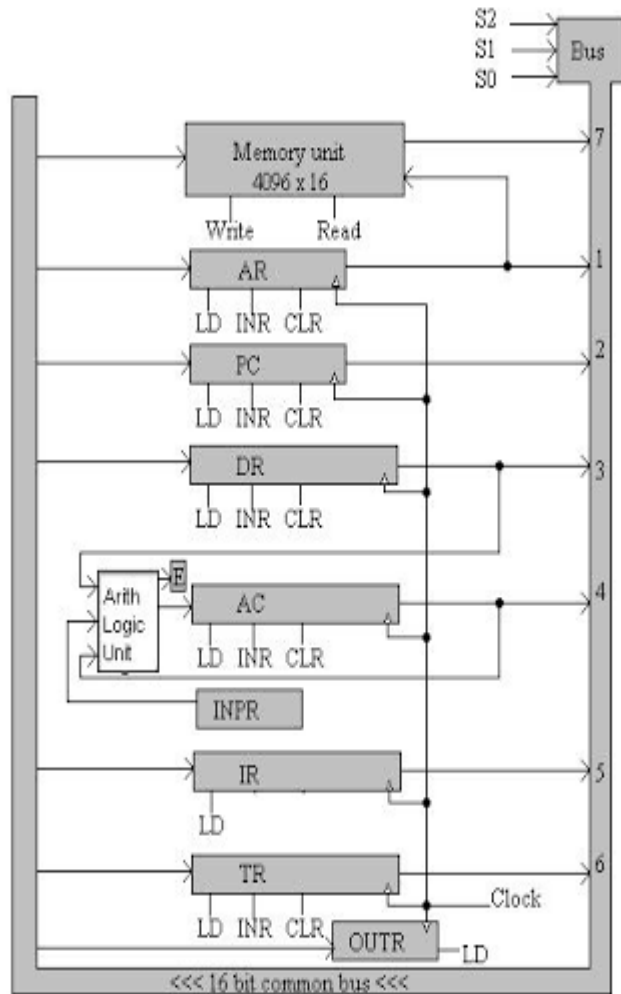 S2
S1
S0
Bus
7
Memory unit
4096 x 16
Write Read
AR
1
LD INR CLR
PC
2
LD INR CLR
DR
3
LD INR CLR
E
Arith
Logic
Unit
AC
4
LD INR CLR
INPR
IR
5
LD
TR
6
LD INR CLR
Clock
OUTR
LD
<<< 16 bit common bus <<<